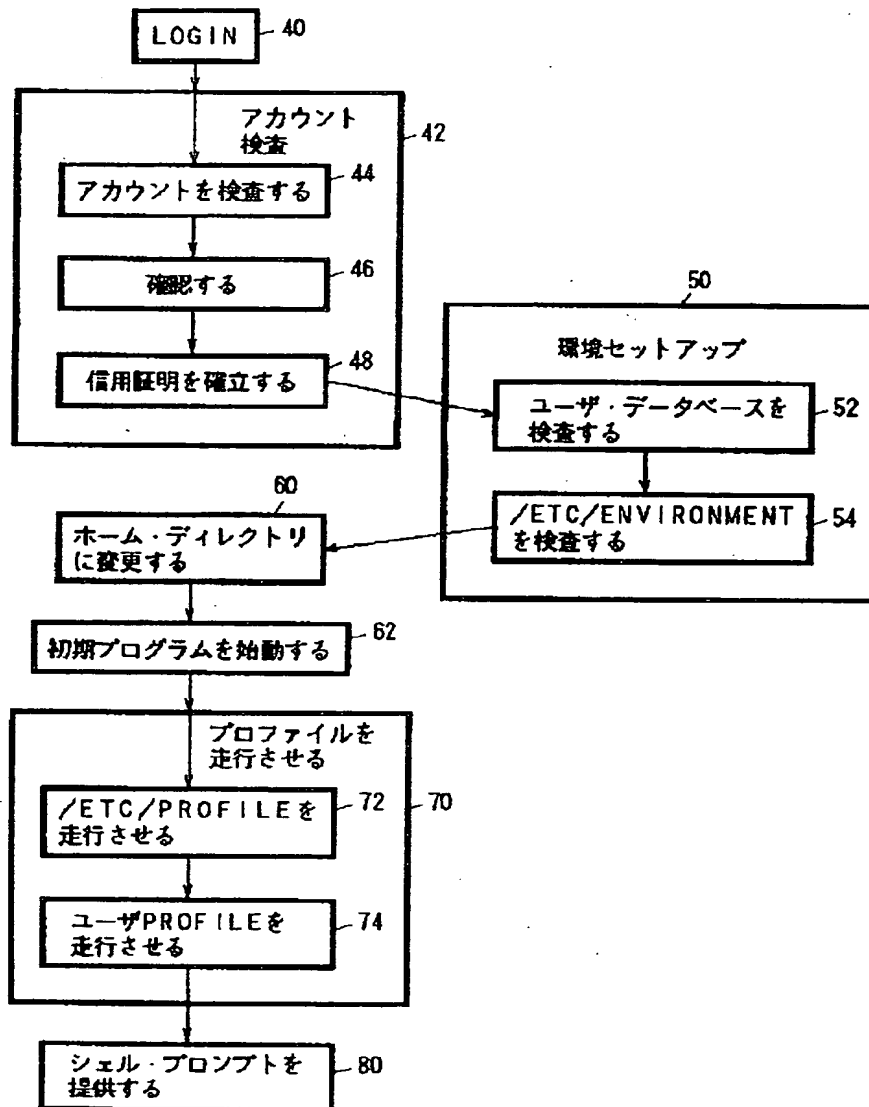 LOGIN
40
アカウント
検査
42
アカウントを検査する
44
確認する
46
信用証明を確立する
48
50
環境セットアップ
ユーザ・データベースを
検査する
52
/ETC/ENVIRONMENT
を検査する
54
60
ホーム・ディレクトリ
に変更する
初期プログラムを始動する
62
プロファイルを
走行させる
70
/ETC/PROFILEを
走行させる
72
ユーザPROFILEを
走行させる
74
シェル・プロンプトを
提供する
80